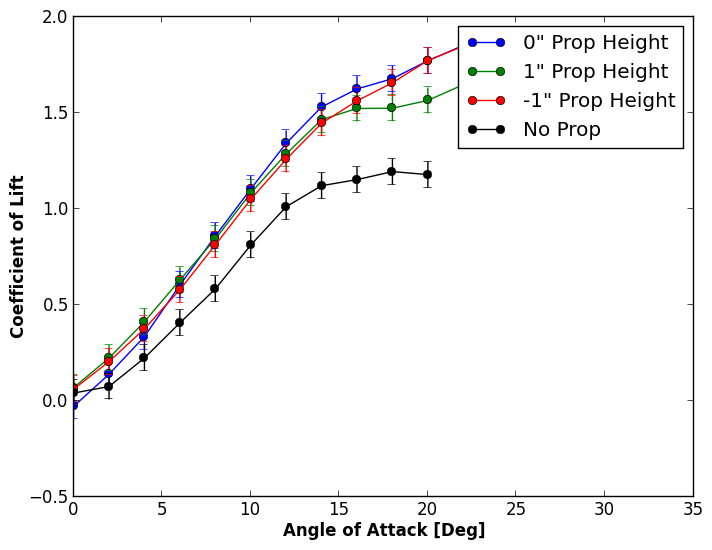 2.0
1.5
1.0
0.5
0.0
−0.5
0
5
10
15
20
25
30
35
Coefficient of Lift
Angle of Attack [Deg]
0" Prop Height
1" Prop Height
-1" Prop Height
No Prop